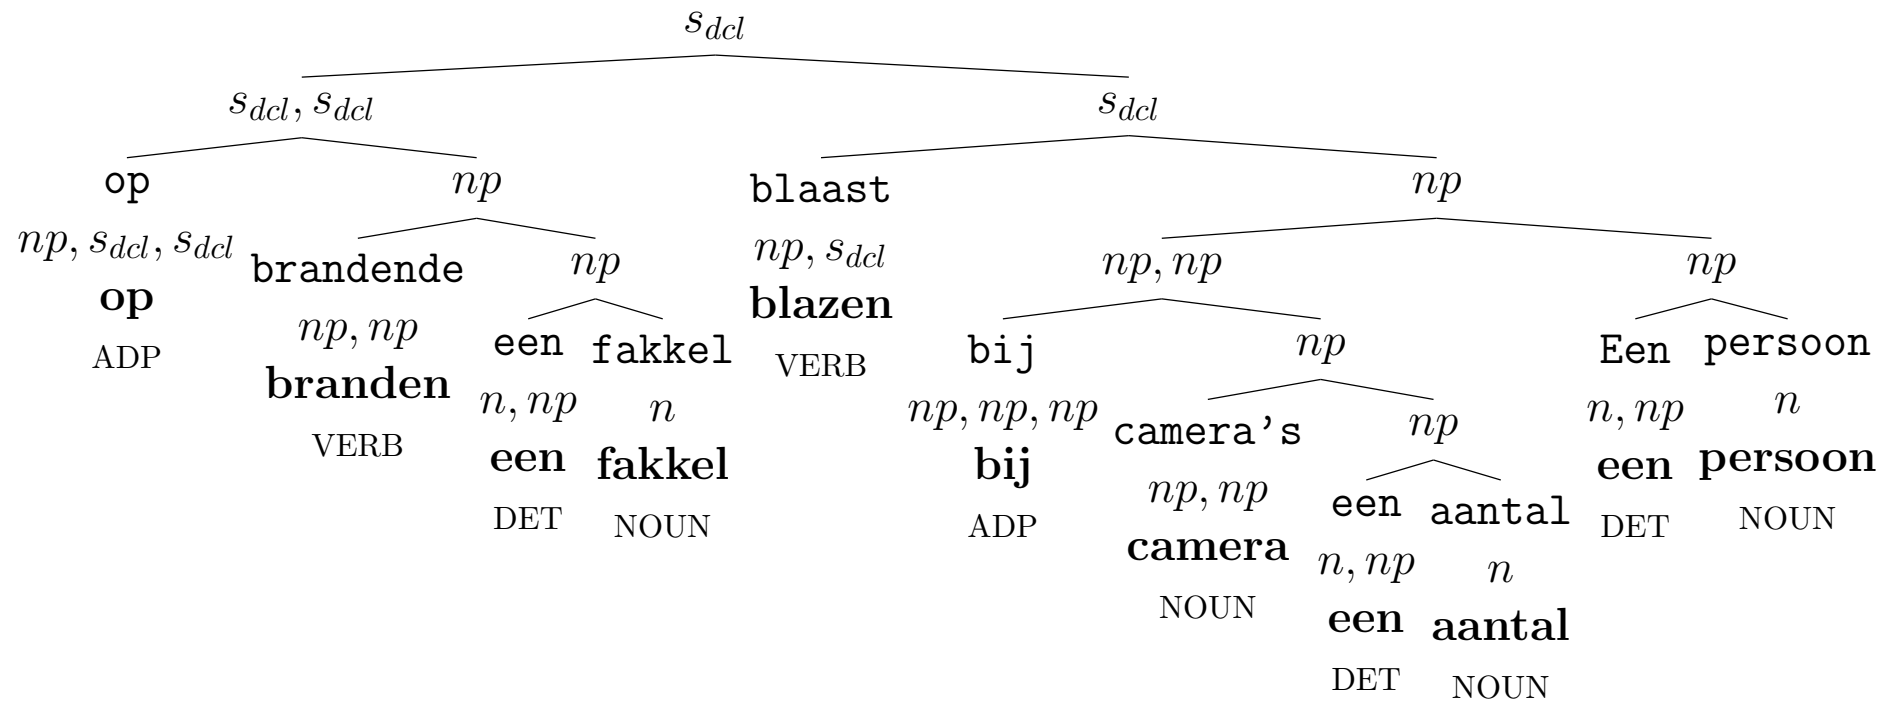 s_dcl
s_dcl, s_dcl s_dcl
op np blaast np
np, s_dcl, s_dcl brandende np np, s_dcl np, np np
op np, np een fakkel blazen bij np Een persoon
ADP branden n, np n VERB np, np, np camera's np n, np n
VERB een fakkel bij np, np een aantal een persoon
DET NOUN ADP camera n, np n DET NOUN
NOUN een aantal
DET NOUN